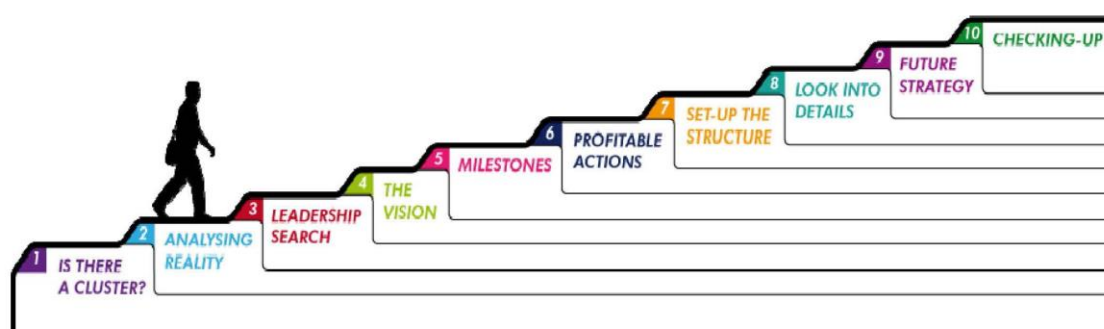 1
IS THERE
A CLUSTER?
2
ANALYSING
REALITY
3
LEADERSHIP
SEARCH
4
THE
VISION
5
MILESTONES
6
PROFITABLE
ACTIONS
7
SET-UP THE
STRUCTURE
8
LOOK INTO
DETAILS
9
FUTURE
STRATEGY
10
CHECKING-UP